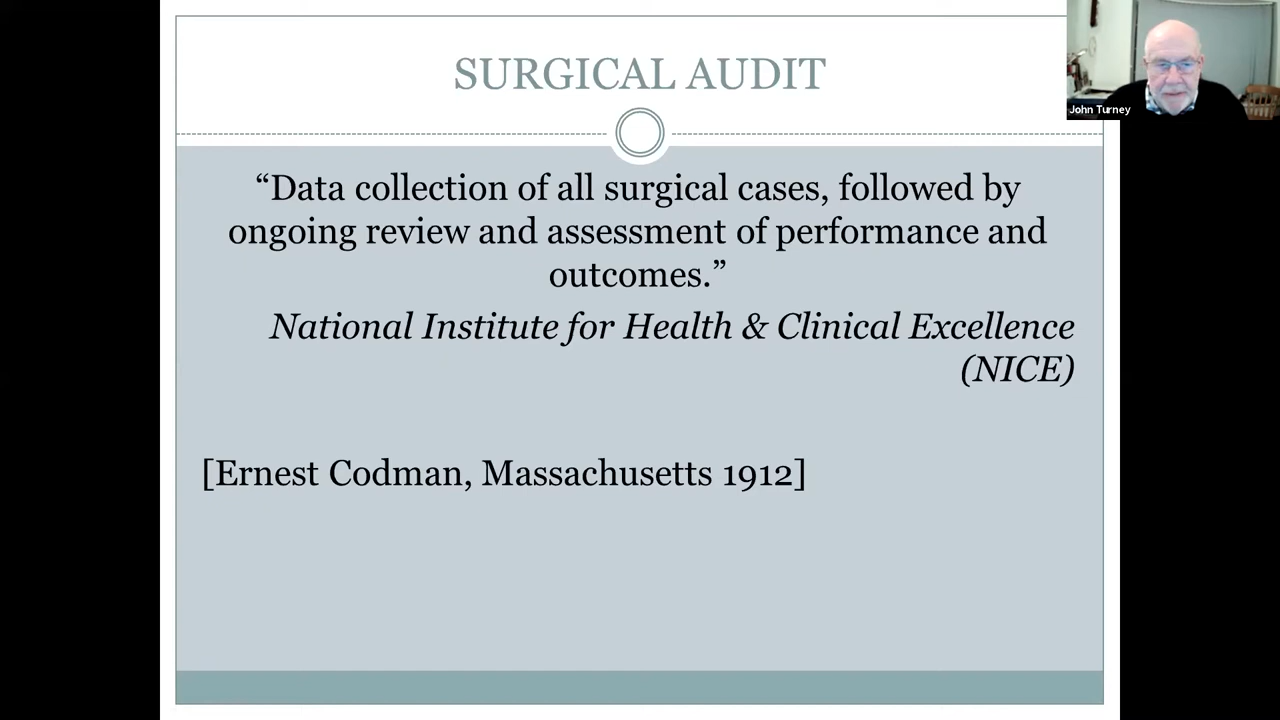 SURGICAL AUDIT
John Turney
“Data collection of all surgical cases, followed by
ongoing review and assessment of performance and
outcomes.”
National Institute for Health & Clinical Excellence
(NICE)
[Ernest Codman, Massachusetts 1912]